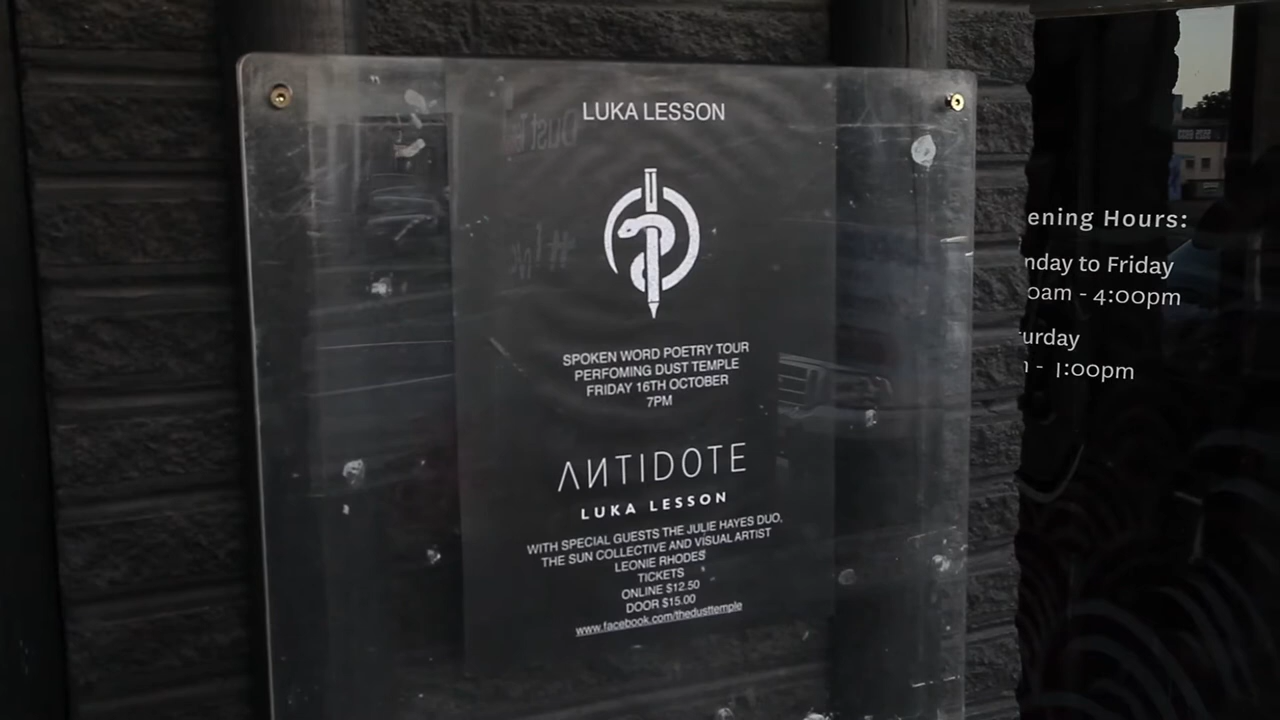 LUKA LESSON
SPOKEN WORD POETRY TOUR
PERFOMING DUST TEMPLE
FRIDAY 16TH OCTOBER
7PM
ANTIDOTE
LUKA LESSON
WITH SPECIAL GUESTS THE JULIE HAYES DUO,
THE SUN COLLECTIVE AND VISUAL ARTIST
LEONIE RHODES
TICKETS
ONLINE $12.50
DOOR $15.00
www.facebook.com/thedusttemple
ening Hours:
nday to Friday
oam - 4:00pm
urday
- 1:00pm